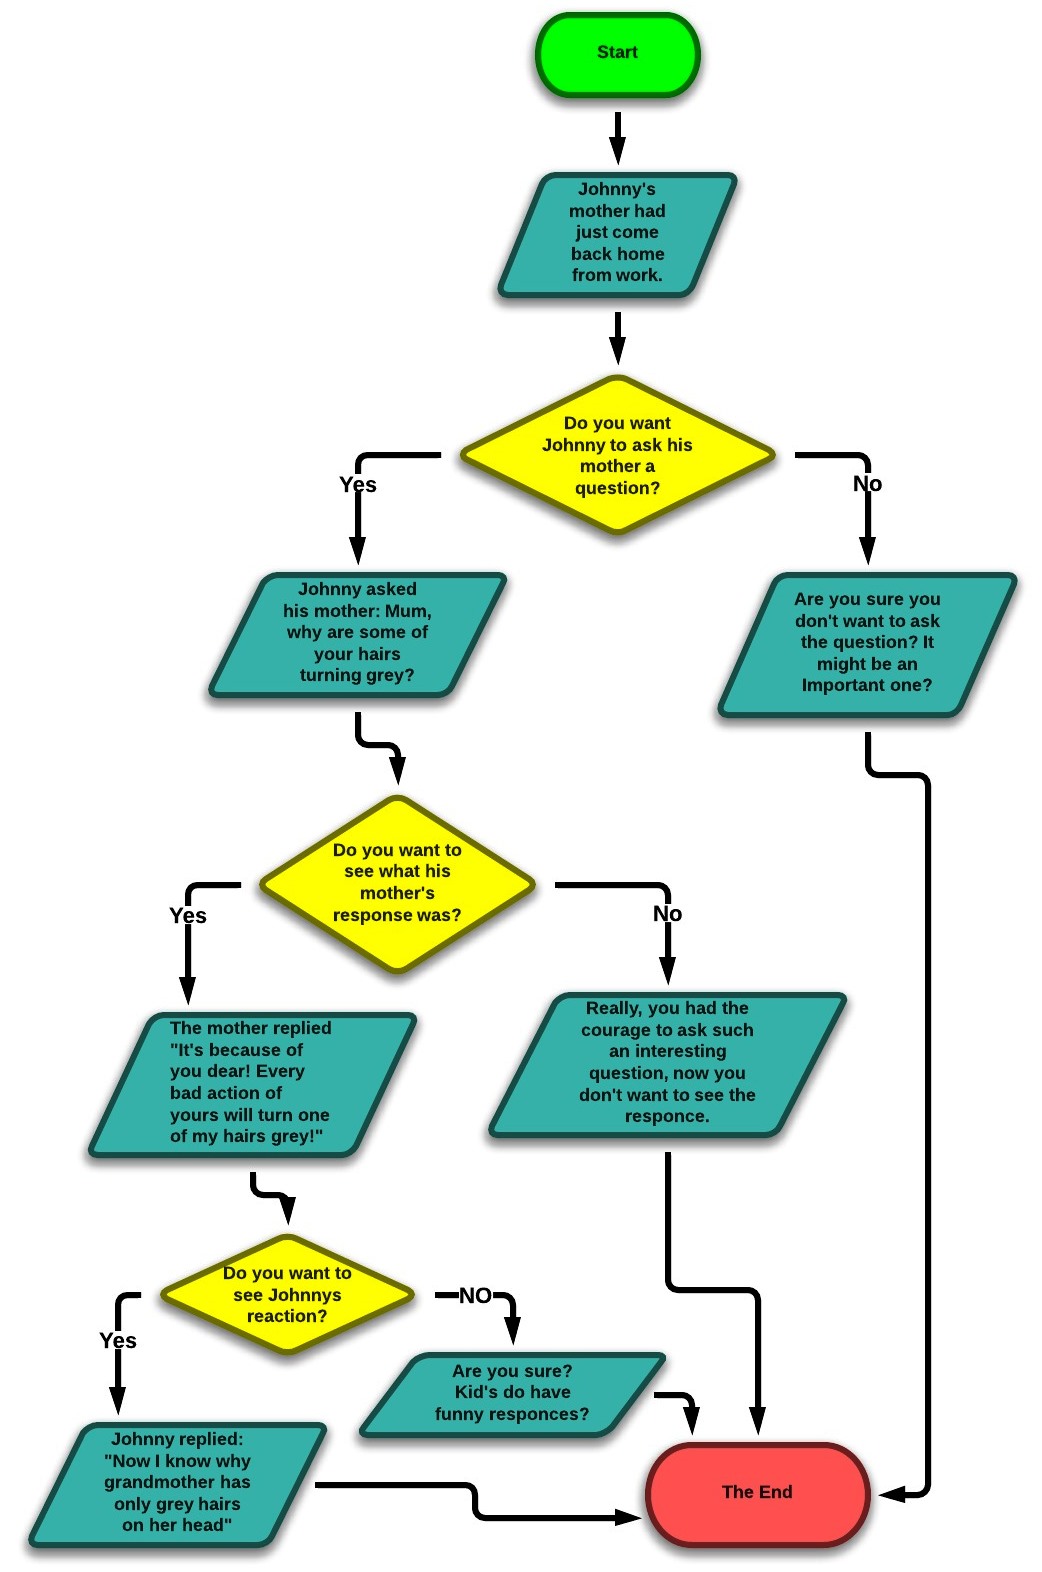 Start
Johnny's
mother had
just come
back home
from work.
Do you want
Johnny to ask his
mother a
question?
Yes
No
Johnny asked
his mother: Mum,
why are some of
your hairs
turning grey?
Are you sure you
don't want to ask
the question? It
might be an
Important one?
Do you want to
see what his
mother's
response was?
Yes
No
The mother replied
"It's because of
you dear! Every
bad action of
yours will turn one
of my hairs grey!"
Really, you had the
courage to ask such
an interesting
question, now you
don't want to see the
responce.
Do you want to
see Johnnys
reaction?
Yes
NO
Are you sure?
Kid's do have
funny responces?
Johnny replied:
"Now I know why
grandmother has
only grey hairs
on her head"
The End